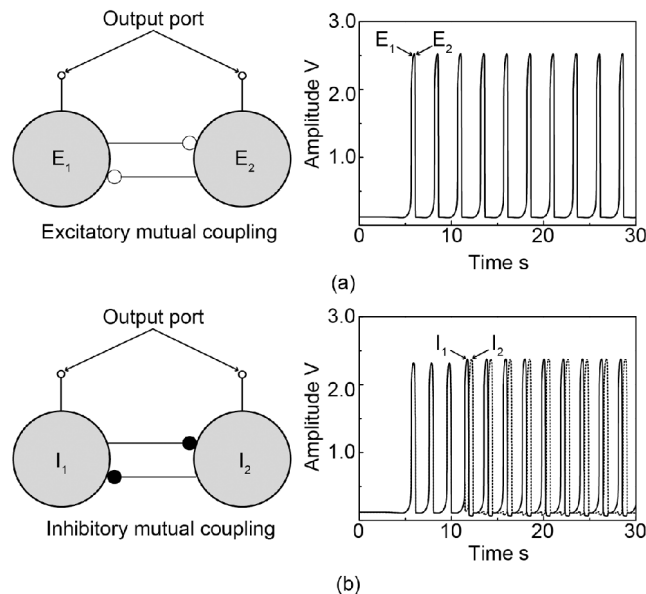 Output port
E1
E2
Excitatory mutual coupling
3.0
2.0
1.0
Amplitude V
E1 E2
0 10 20 30
Time s
(a)
Output port
I1
I2
Inhibitory mutual coupling
3.0
2.0
1.0
Amplitude V
I1 I2
0 10 20 30
Time s
(b)